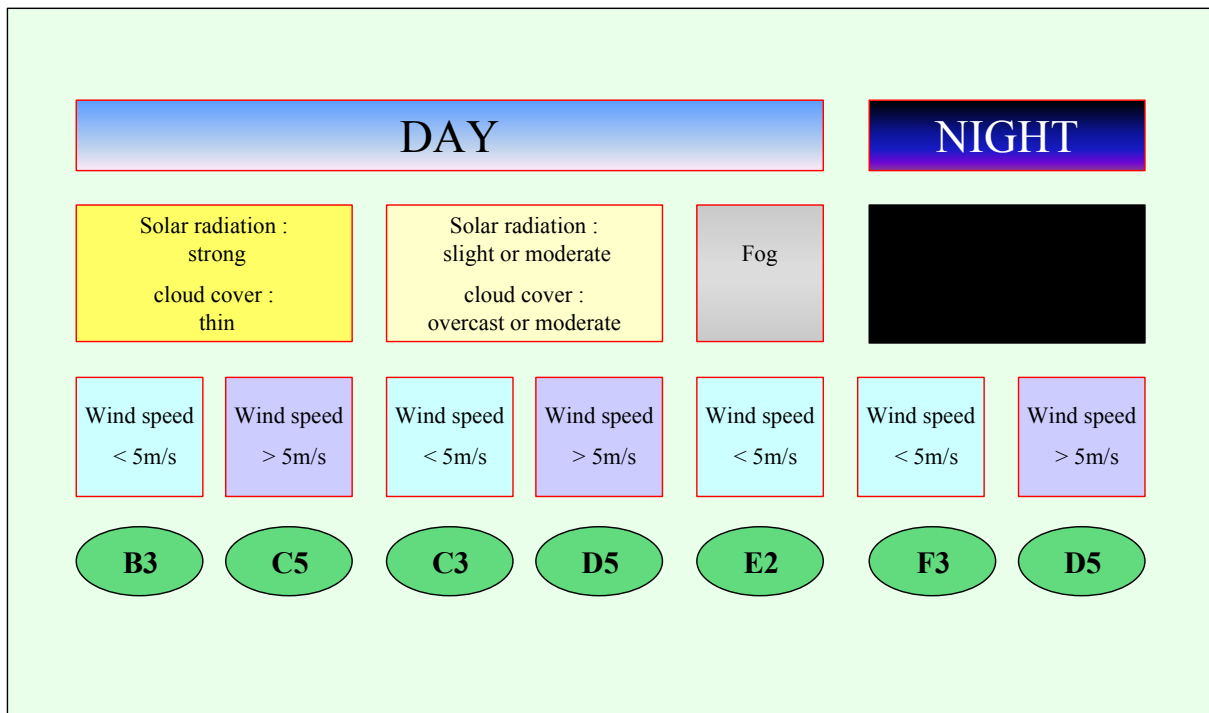 DAY
NIGHT
Solar radiation :
strong
cloud cover :
thin
Solar radiation :
slight or moderate
cloud cover :
overcast or moderate
Fog
Wind speed
< 5m/s
Wind speed
> 5m/s
Wind speed
< 5m/s
Wind speed
> 5m/s
Wind speed
< 5m/s
Wind speed
< 5m/s
Wind speed
> 5m/s
B3
C5
C3
D5
E2
F3
D5